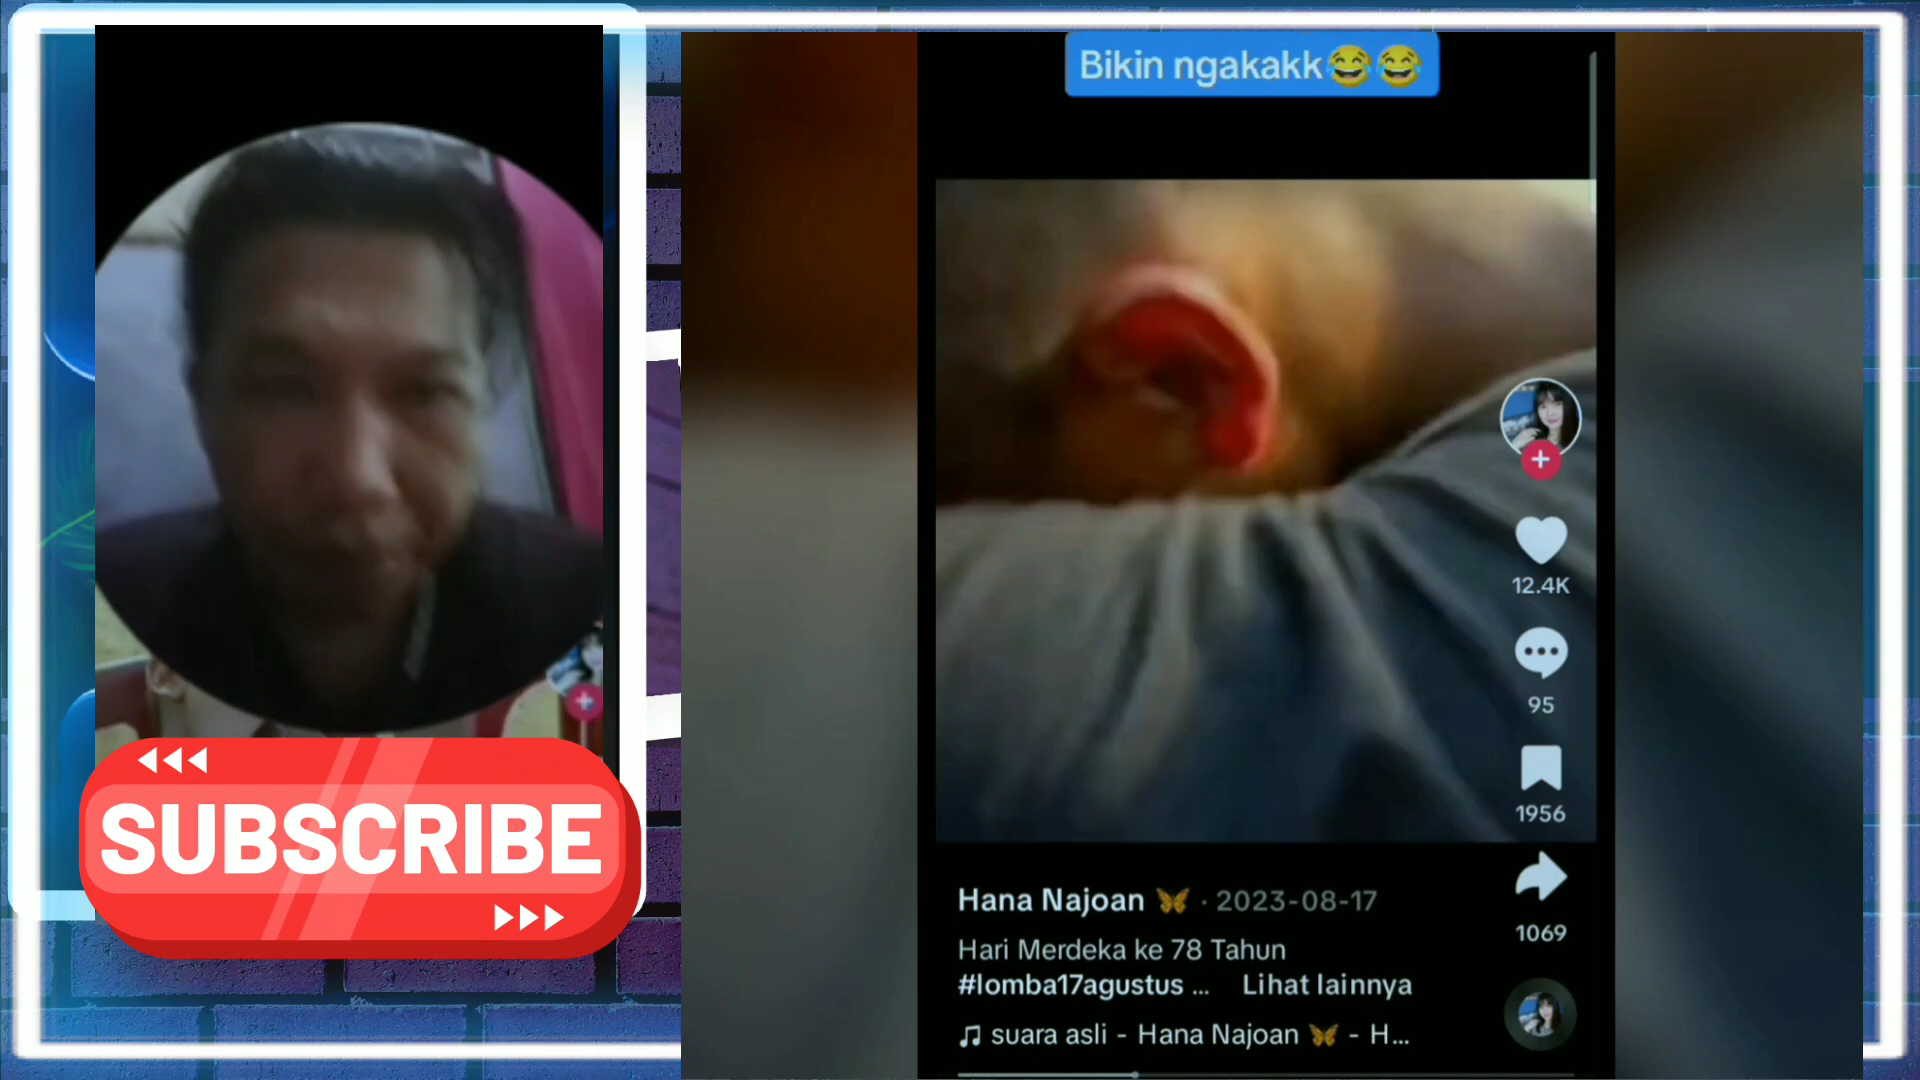 Bikin ngakakk😂😂
SUBSCRIBE
12.4K
95
1956
1069
Hana Najoan 🦋 · 2023-08-17
Hari Merdeka ke 78 Tahun
#lomba17agustus ... Lihat lainnya
suara asli - Hana Najoan 🦋 - H...